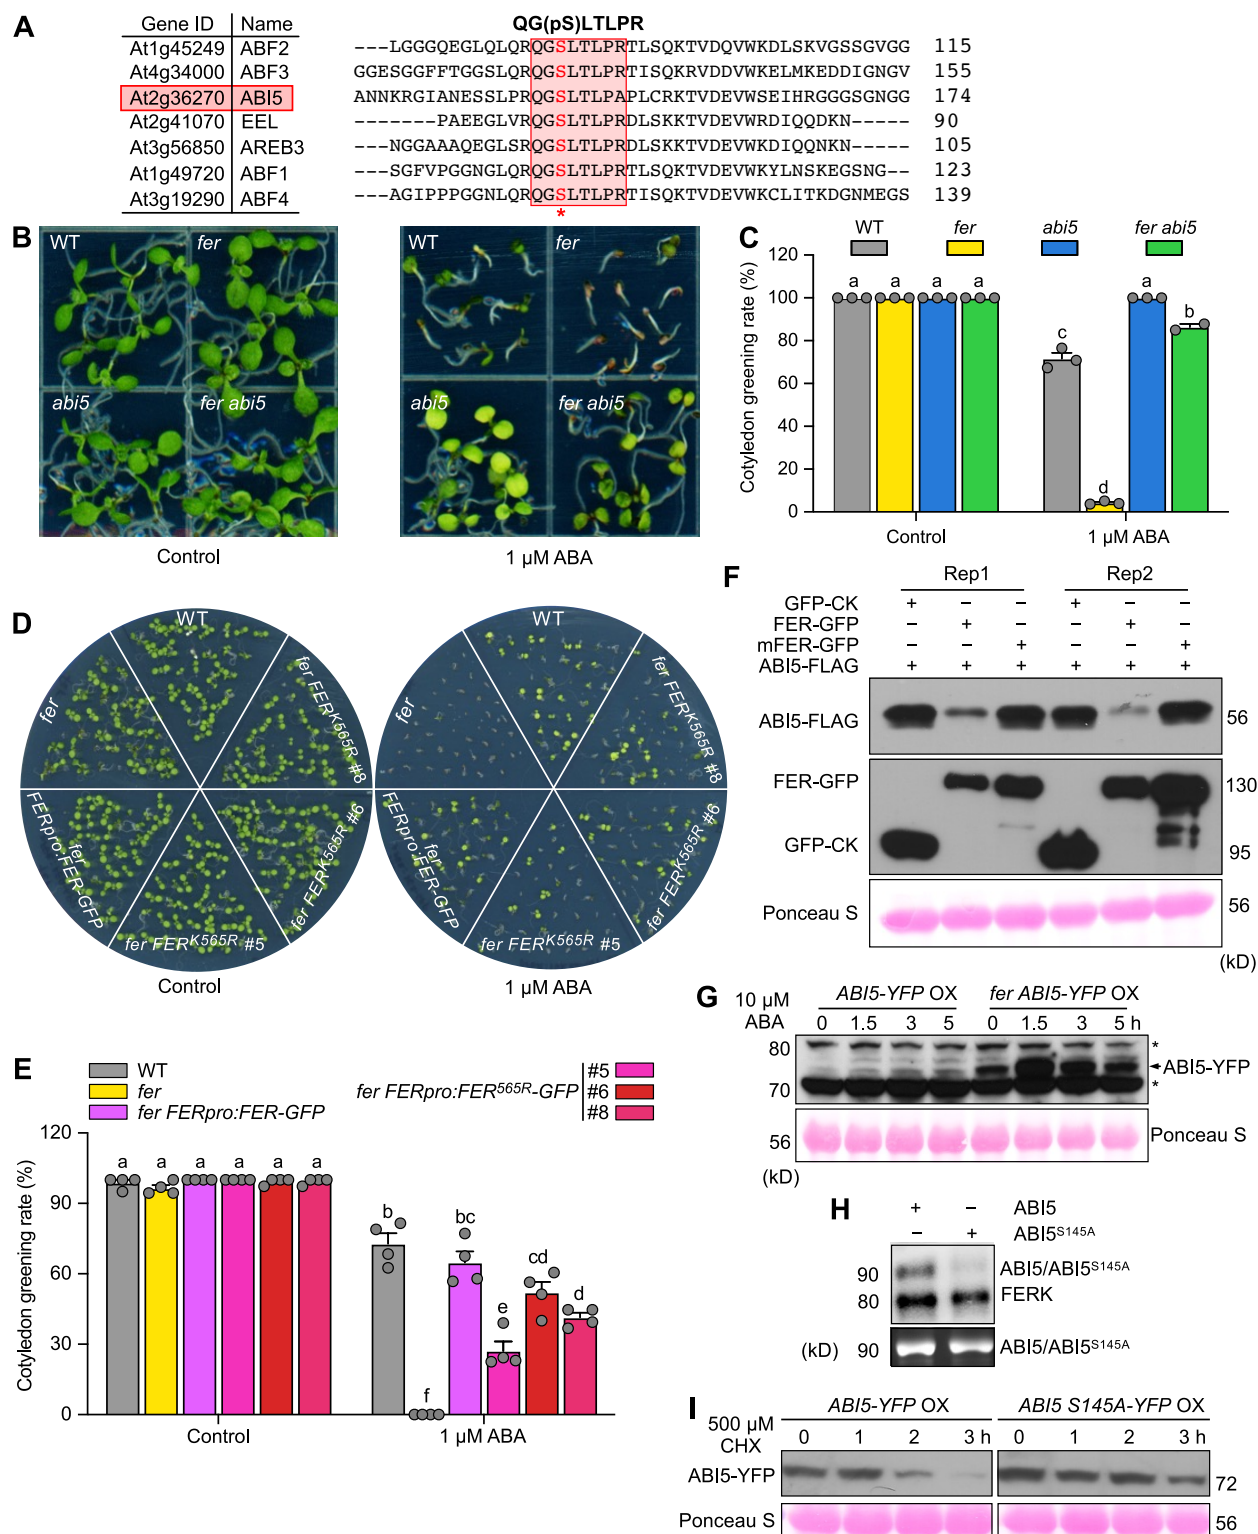 A
Gene ID Name QG(pS)LTLPR
At1g45249 ABF2 ---LGGGQEGLQLQRQGSLTLPRTLSQKTVDQVWKDLSKVGSSGVGG 115
At4g34000 ABF3 GGESGGFFTGGSLQRQGSLTLPRTISQKRVDDVWKELMKEDDIGNGV 155
At2g36270 ABI5 ANNKRGIANESSLPRQGSLTLPAPLCRKTVDEVWSEIHRGGGSGNGG 174
At2g41070 EEL -------PAEEGLVRQGSLTLPRDLSKKTVDEVWRDIQQDKN----- 90
At3g56850 AREB3 ---NGGAAAQEGLSRQGSLTLPRDLSKKTVDEVWKDIQQNKN----- 105
At1g49720 ABF1 ---SGFVPGGNGLQRQGSLTLPRTLSQKTVDEVWKYLNSKEGSNG-- 123
At3g19290 ABF4 ---AGIPPPGGNLQRQGSLTLPRTISQKTVDEVWKCLITKDGNMEGS 139
*
B
WT fer
abi5 fer abi5
Control
WT fer
abi5 fer abi5
1 μM ABA
C
WT fer abi5 fer abi5
Cotyledon greening rate (%)
120
100
80
60
40
20
0
a a a a
c d a b
Control 1 μM ABA
D
WT
fer
fer FERK565R #8
fer FERpro:FER-GFP
fer FERK565R #5
fer FERK565R #6
Control
WT
fer
fer FERK565R #8
fer FERpro:FER-GFP
fer FERK565R #5
fer FERK565R #6
1 μM ABA
E
WT
fer
fer FERpro:FER-GFP
fer FERpro:FER565R-GFP
#5
#6
#8
Cotyledon greening rate (%)
120
90
60
30
0
a a a a a a
b f bc e cd d
Control 1 μM ABA
F
Rep1 Rep2
GFP-CK + – – + – –
FER-GFP – + – – + –
mFER-GFP – – + – – +
ABI5-FLAG + + + + + +
ABI5-FLAG 56
FER-GFP 130
GFP-CK 95
Ponceau S 56
(kD)
G
10 μM ABA
ABI5-YFP OX fer ABI5-YFP OX
0 1.5 3 5 0 1.5 3 5 h
80 *
ABI5-YFP
70 *
56 Ponceau S
(kD)
H
+ – ABI5
– + ABI5S145A
90 ABI5/ABI5S145A
80 FERK
(kD) 90 ABI5/ABI5S145A
I
500 μM CHX
ABI5-YFP OX ABI5 S145A-YFP OX
0 1 2 3 h 0 1 2 3 h
ABI5-YFP 72
Ponceau S 56